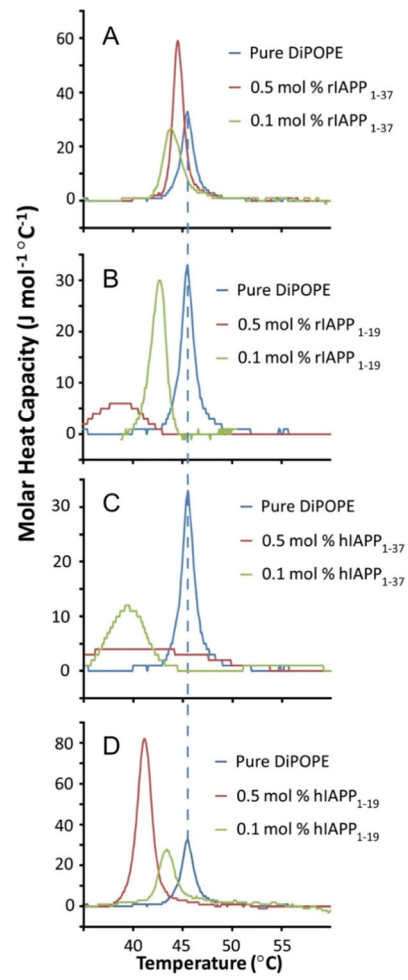 Molar Heat Capacity (J mol⁻¹ °C⁻¹)
A
60
40
20
0
Pure DiPOPE
0.5 mol % rIAPP₁₋₃₇
0.1 mol % rIAPP₁₋₃₇
B
30
20
10
0
Pure DiPOPE
0.5 mol % rIAPP₁₋₁₉
0.1 mol % rIAPP₁₋₁₉
C
30
20
10
0
Pure DiPOPE
0.5 mol % hIAPP₁₋₃₇
0.1 mol % hIAPP₁₋₃₇
D
80
60
40
20
0
Pure DiPOPE
0.5 mol % hIAPP₁₋₁₉
0.1 mol % hIAPP₁₋₁₉
40 45 50 55
Temperature (°C)